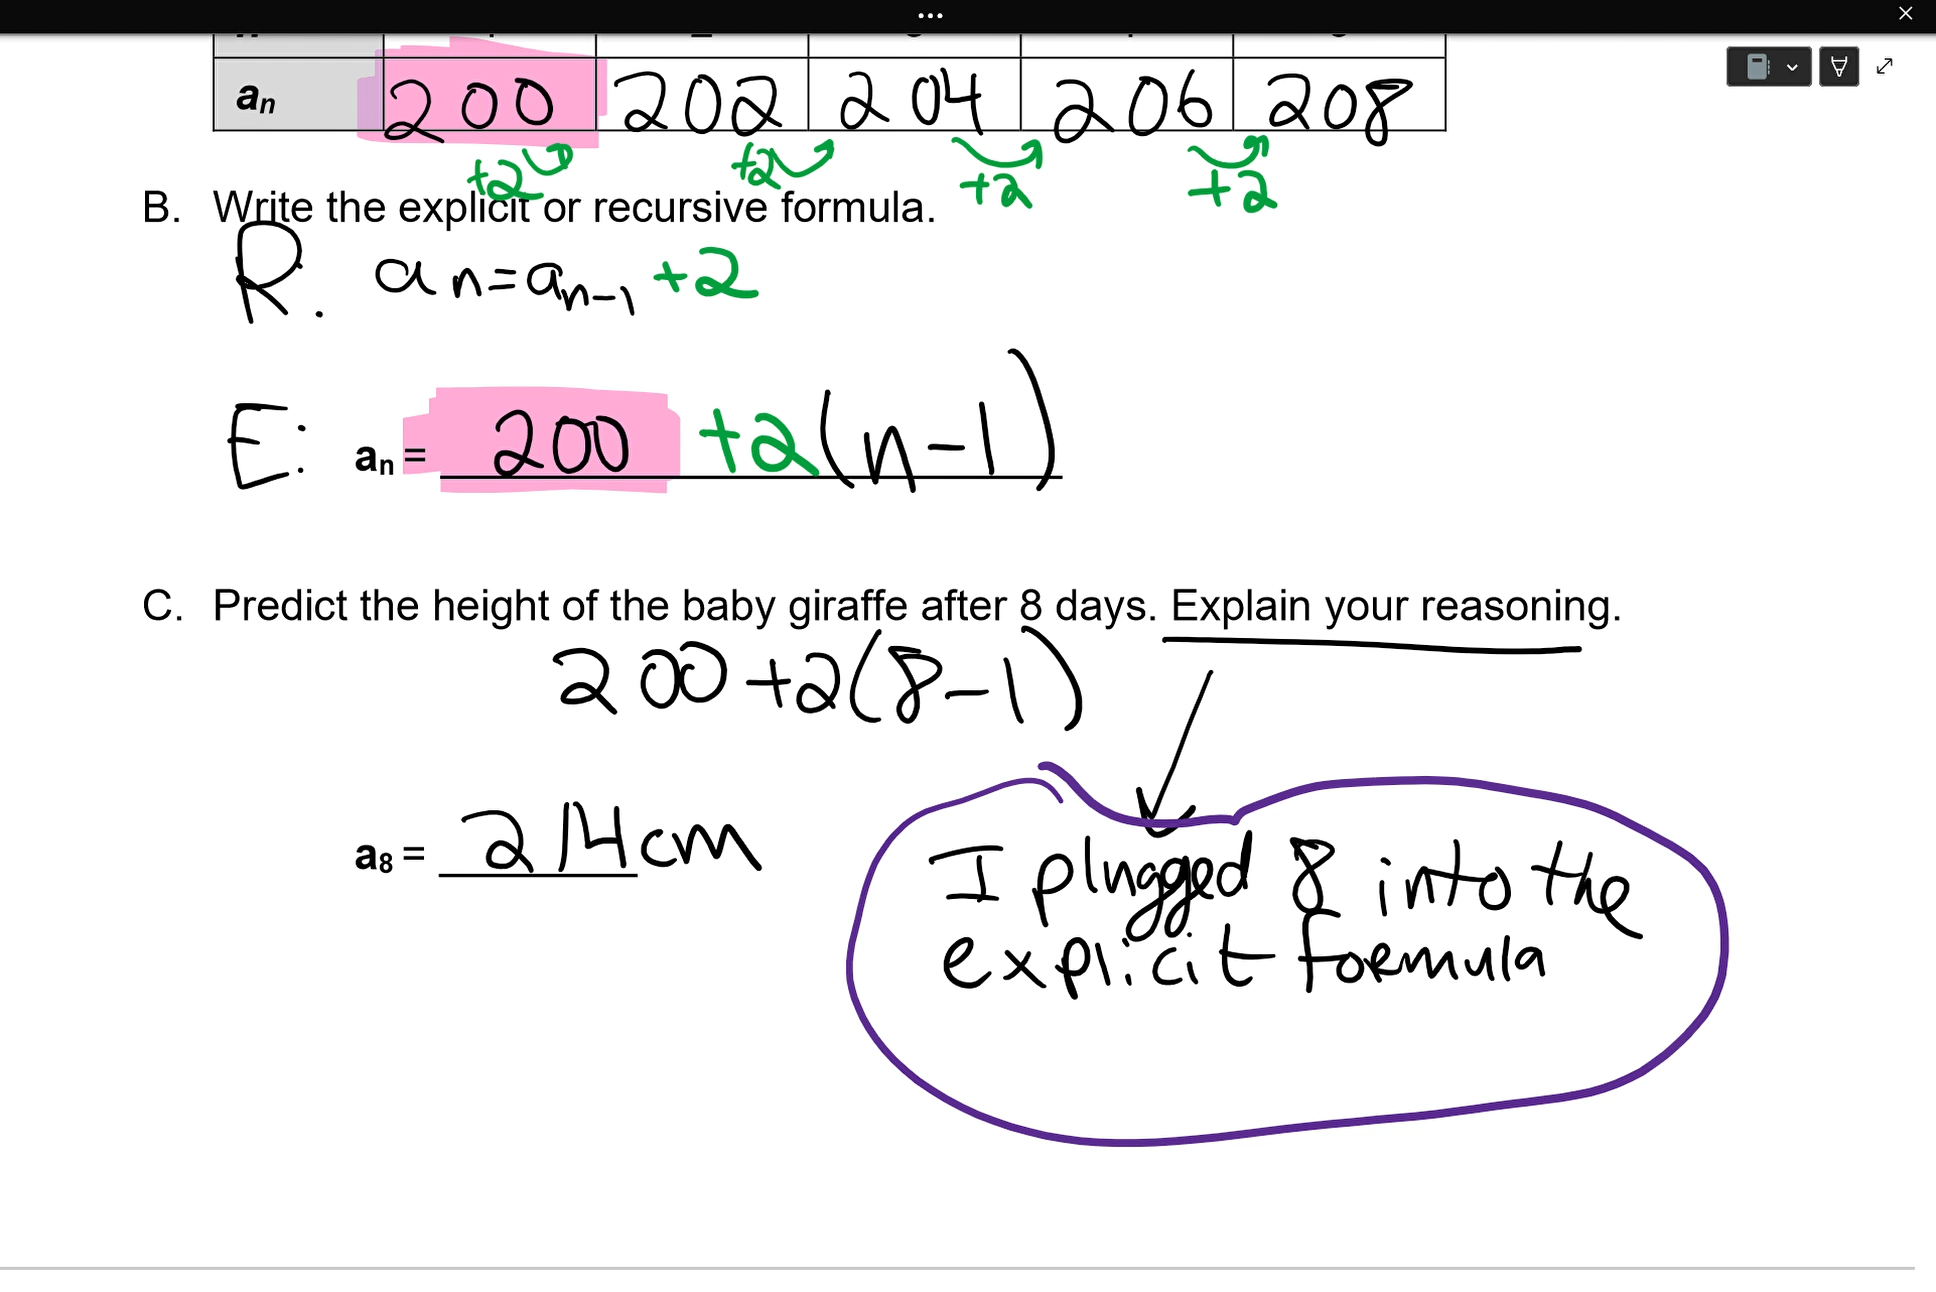 an 200 202 204 206 208
+2 +2 +2 +2
B. Write the explicit or recursive formula.
R. an=an-1 +2
E: an = 200 +2(n-1)
C. Predict the height of the baby giraffe after 8 days. Explain your reasoning.
200+2(8-1)
a8 = 214cm
I plugged 8 into the
explicit formula